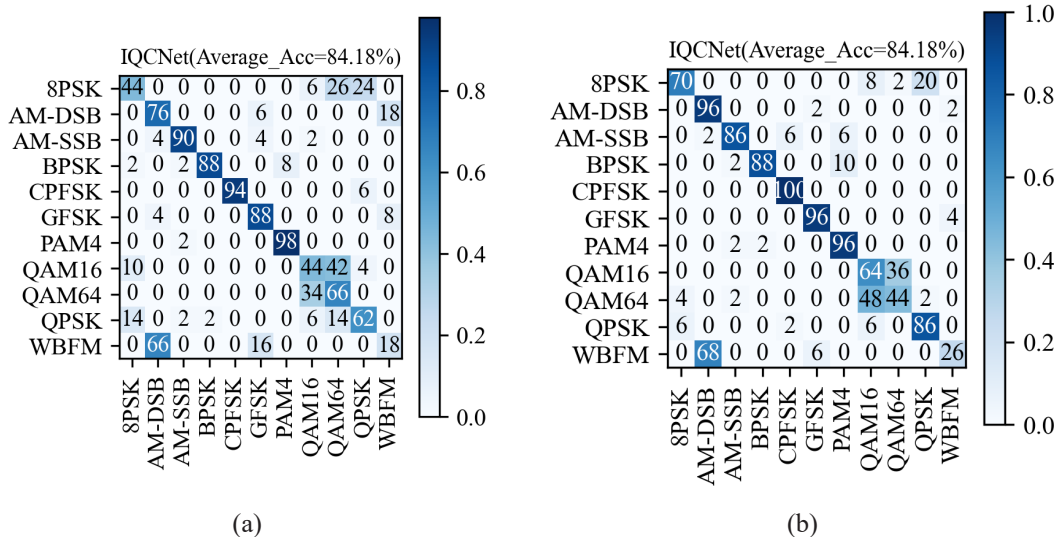 IQCNet(Average_Acc=84.18%)
8PSK 44 0 0 0 0 0 0 6 26 24 0
AM-DSB 0 76 0 0 0 6 0 0 0 0 18
AM-SSB 0 4 90 0 0 4 0 2 0 0 0
BPSK 2 0 2 88 0 0 8 0 0 0 0
CPFSK 0 0 0 0 94 0 0 0 0 6 0
GFSK 0 4 0 0 0 88 0 0 0 0 8
PAM4 0 0 2 0 0 0 98 0 0 0 0
QAM16 10 0 0 0 0 0 0 44 42 4 0
QAM64 0 0 0 0 0 0 0 34 66 0 0
QPSK 14 0 2 2 0 0 0 6 14 62 0
WBFM 0 66 0 0 0 16 0 0 0 0 18
8PSK AM-DSB AM-SSB BPSK CPFSK GFSK PAM4 QAM16 QAM64 QPSK WBFM
0.8
0.6
0.4
0.2
0.0
(a)
IQCNet(Average_Acc=84.18%)
8PSK 70 0 0 0 0 0 0 8 2 20 0
AM-DSB 0 96 0 0 0 2 0 0 0 0 2
AM-SSB 0 2 86 0 6 0 6 0 0 0 0
BPSK 0 0 2 88 0 0 10 0 0 0 0
CPFSK 0 0 0 0 100 0 0 0 0 0 0
GFSK 0 0 0 0 0 96 0 0 0 0 4
PAM4 0 0 2 2 0 0 96 0 0 0 0
QAM16 0 0 0 0 0 0 0 64 36 0 0
QAM64 4 0 2 0 0 0 0 48 44 2 0
QPSK 6 0 0 0 2 0 0 6 0 86 0
WBFM 0 68 0 0 0 6 0 0 0 0 26
8PSK AM-DSB AM-SSB BPSK CPFSK GFSK PAM4 QAM16 QAM64 QPSK WBFM
1.0
0.8
0.6
0.4
0.2
0.0
(b)